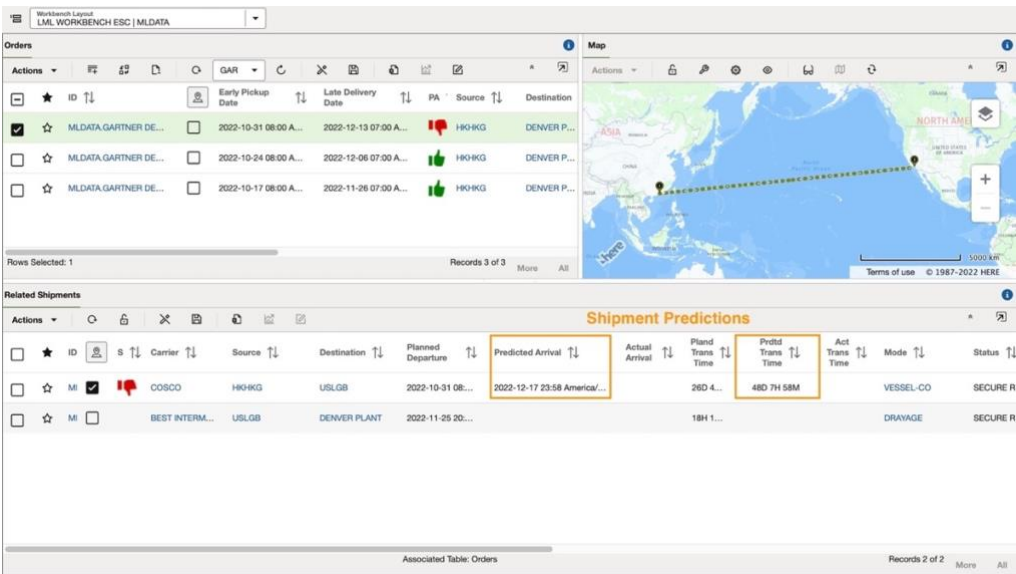 Workbench Layout
LML WORKBENCH ESC | MLDATA
Orders
Actions
GAR
ID
Early Pickup Date
Late Delivery Date
PA
Source
Destination
MLDATA.GARTNER DE...
2022-10-31 08:00 A...
2022-12-13 07:00 A...
HKHKG
DENVER P...
MLDATA.GARTNER DE...
2022-10-24 08:00 A...
2022-12-06 07:00 A...
HKHKG
DENVER P...
MLDATA.GARTNER DE...
2022-10-17 08:00 A...
2022-11-26 07:00 A...
HKHKG
DENVER P...
Rows Selected: 1
Records 3 of 3
More
All
Map
Actions
ASIA
CHINA
NORTH AME
UNITED STATES OF AMERICA
here
5000 km
Terms of use © 1987-2022 HERE
Related Shipments
Actions
Shipment Predictions
ID
S
Carrier
Source
Destination
Planned Departure
Predicted Arrival
Actual Arrival
Pland Trans Time
Prdtd Trans Time
Act Trans Time
Mode
Status
MI
COSCO
HKHKG
USLGB
2022-10-31 08:...
2022-12-17 23:58 America/...
26D 4...
48D 7H 58M
VESSEL-CO
SECURE R
MI
BEST INTERM...
USLGB
DENVER PLANT
2022-11-25 20:...
18H 1...
DRAYAGE
SECURE R
Associated Table: Orders
Records 2 of 2
More
All